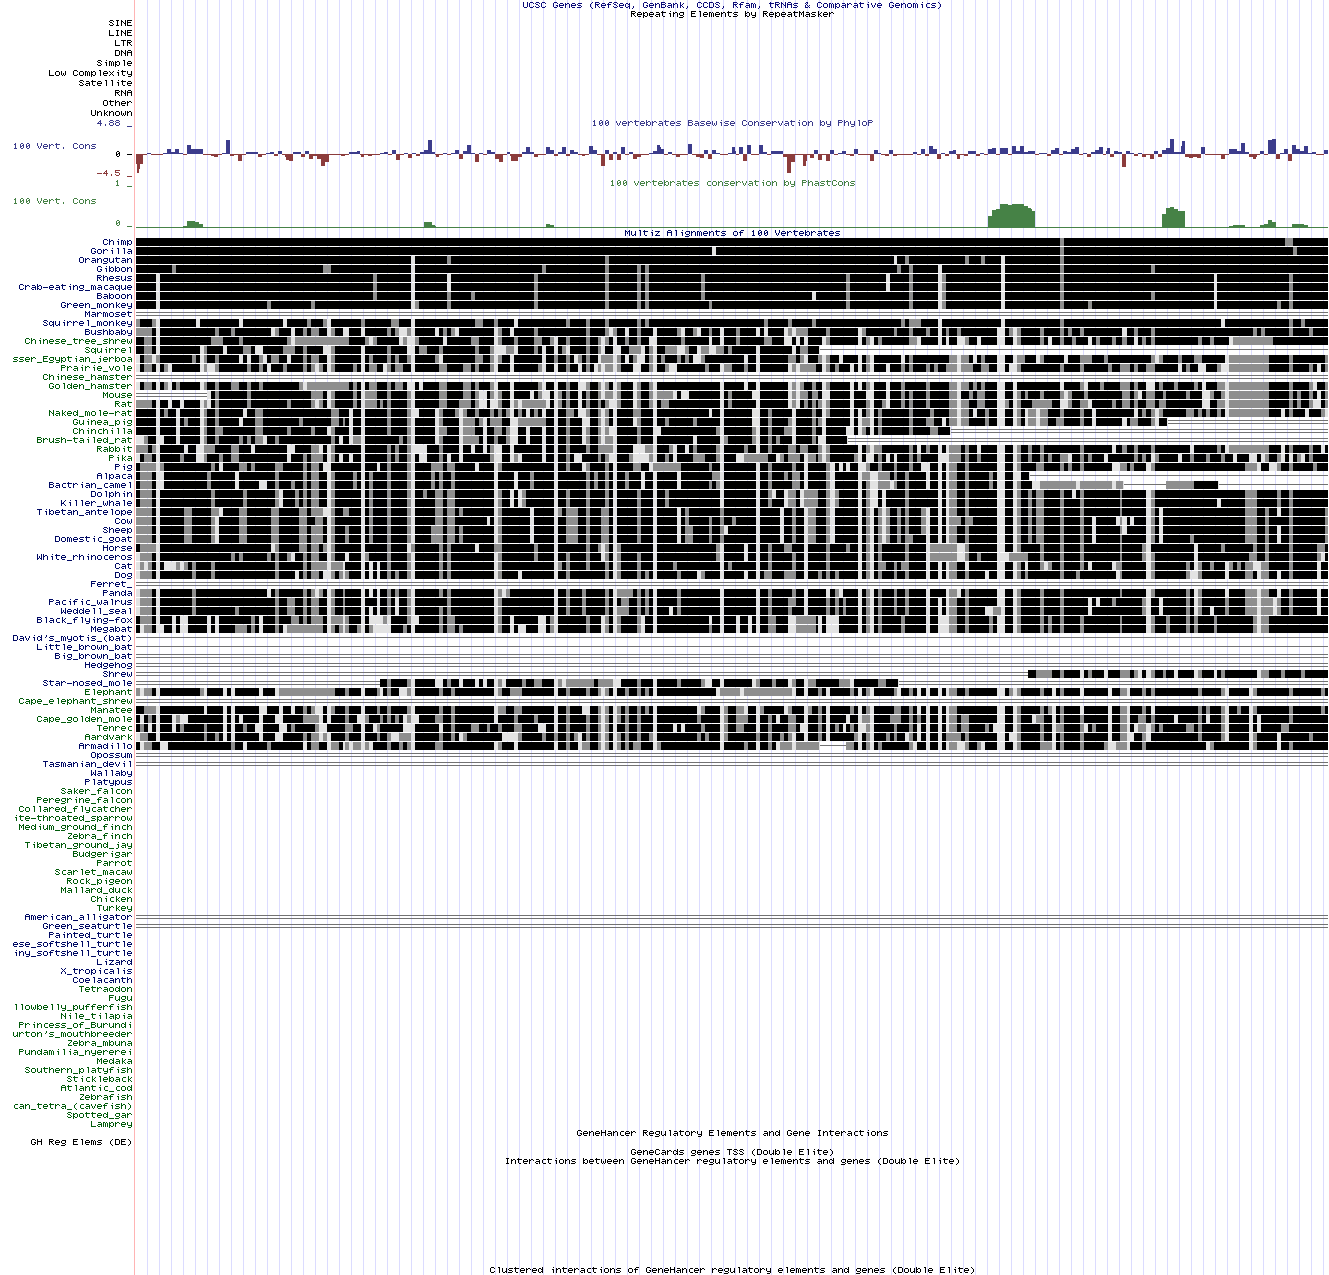 UCSC Genes (RefSeq, GenBank, CCDS, Rfam, tRNAs & Comparative Genomics)
Repeating Elements by RepeatMasker
SINE
LINE
LTR
DNA
Simple
Low Complexity
Satellite
RNA
Other
Unknown
4.88 _
100 vertebrates Basewise Conservation by PhyloP
100 Vert. Cons
0 -
-4.5 _
100 vertebrates conservation by PhastCons
1 _
100 Vert. Cons
0 _
Multiz Alignments of 100 Vertebrates
Chimp
Gorilla
Orangutan
Gibbon
Rhesus
Crab-eating_macaque
Baboon
Green_monkey
Marmoset
Squirrel_monkey
Bushbaby
Chinese_tree_shrew
Squirrel
sser_Egyptian_jerboa
Prairie_vole
Chinese_hamster
Golden_hamster
Mouse
Rat
Naked_mole-rat
Guinea_pig
Chinchilla
Brush-tailed_rat
Rabbit
Pika
Pig
Alpaca
Bactrian_camel
Dolphin
Killer_whale
Tibetan_antelope
Cow
Sheep
Domestic_goat
Horse
White_rhinoceros
Cat
Dog
Ferret_
Panda
Pacific_walrus
Weddell_seal
Black_flying-fox
Megabat
David's_myotis_(bat)
Little_brown_bat
Big_brown_bat
Hedgehog
Shrew
Star-nosed_mole
Elephant
Cape_elephant_shrew
Manatee
Cape_golden_mole
Tenrec
Aardvark
Armadillo
Opossum
Tasmanian_devil
Wallaby
Platypus
Saker_falcon
Peregrine_falcon
Collared_flycatcher
ite-throated_sparrow
Medium_ground_finch
Zebra_finch
Tibetan_ground_jay
Budgerigar
Parrot
Scarlet_macaw
Rock_pigeon
Mallard_duck
Chicken
Turkey
American_alligator
Green_seaturtle
Painted_turtle
ese_softshell_turtle
iny_softshell_turtle
Lizard
X_tropicalis
Coelacanth
Tetraodon
Fugu
llowbelly_pufferfish
Nile_tilapia
Princess_of_Burundi
urton's_mouthbreeder
Zebra_mbuna
Pundamilia_nyererei
Medaka
Southern_platyfish
Stickleback
Atlantic_cod
Zebrafish
can_tetra_(cavefish)
Spotted_gar
Lamprey
GeneHancer Regulatory Elements and Gene Interactions
GH Reg Elems (DE)
GeneCards genes TSS (Double Elite)
Interactions between GeneHancer regulatory elements and genes (Double Elite)
Clustered interactions of GeneHancer regulatory elements and genes (Double Elite)